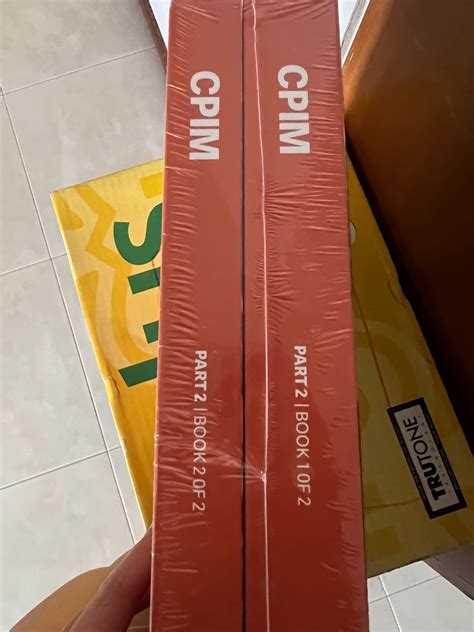 CPIM
PART 2 | BOOK 2 OF 2
CPIM
PART 2 | BOOK 1 OF 2
TRUTONE